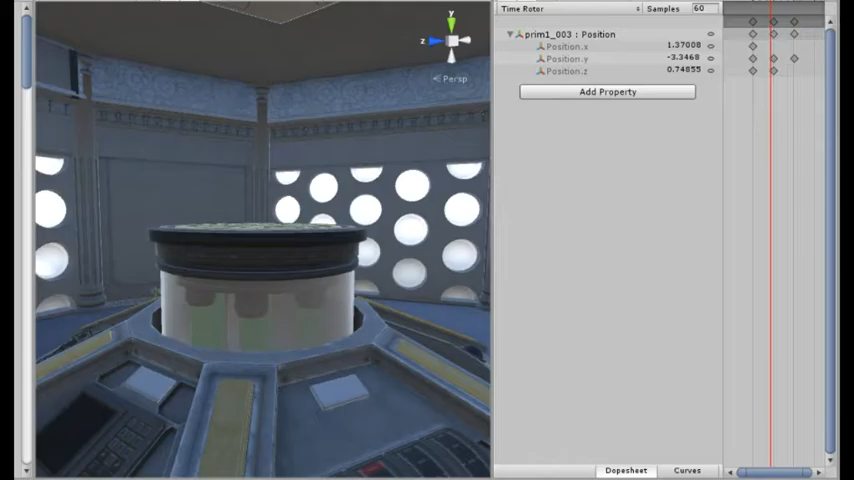 Time Rotor
Samples 60
prim1_003 : Position
Position.x 1.37008
Position.y -3.3468
Position.z 0.74855
Add Property
y
z
Persp
Dopesheet Curves